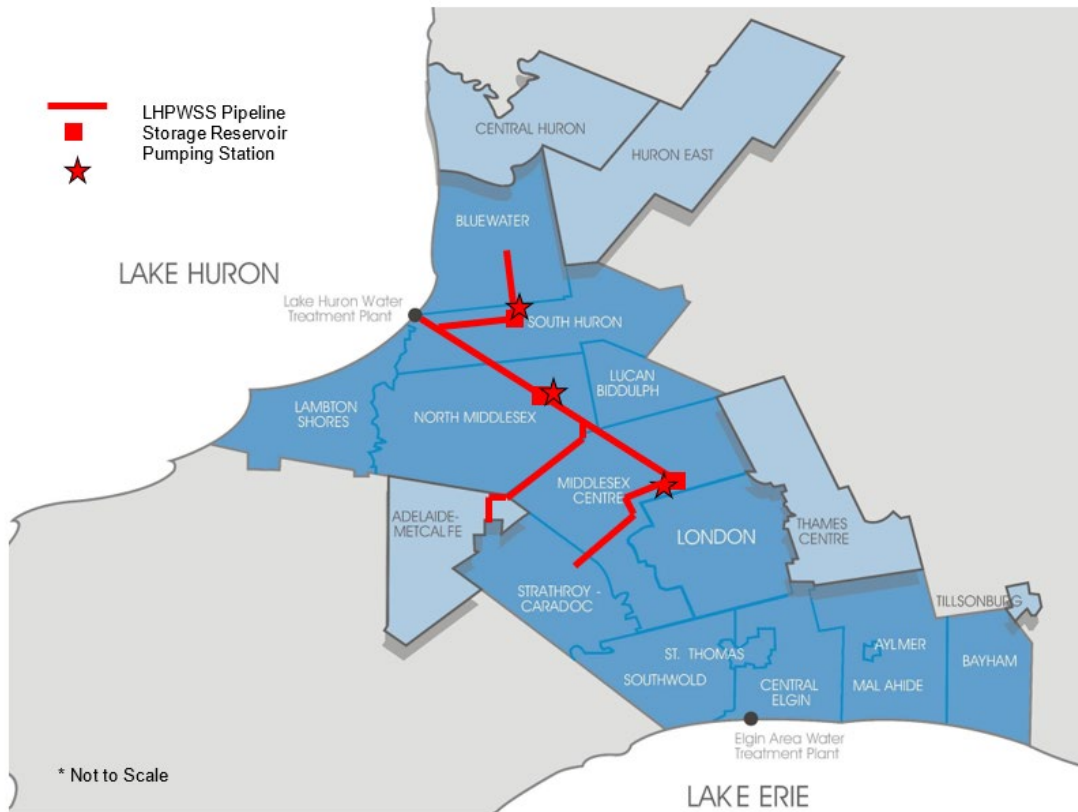 LHPWSS Pipeline
Storage Reservoir
Pumping Station
CENTRAL HURON
HURON EAST
BLUEWATER
LAKE HURON
Lake Huron Water
Treatment Plant
SOUTH HURON
LUCAN
BIDDULPH
LAMBTON
SHORES
NORTH MIDDLESEX
MIDDLESEX
CENTRE
ADELAIDE-
METCALFE
THAMES
CENTRE
LONDON
STRATHROY -
CARADOC
TILLSONBURG
ST. THOMAS
AYLMER
BAYHAM
SOUTHWOLD
CENTRAL
ELGIN
MALAHIDE
Elgin Area Water
Treatment Plant
* Not to Scale
LAKE ERIE